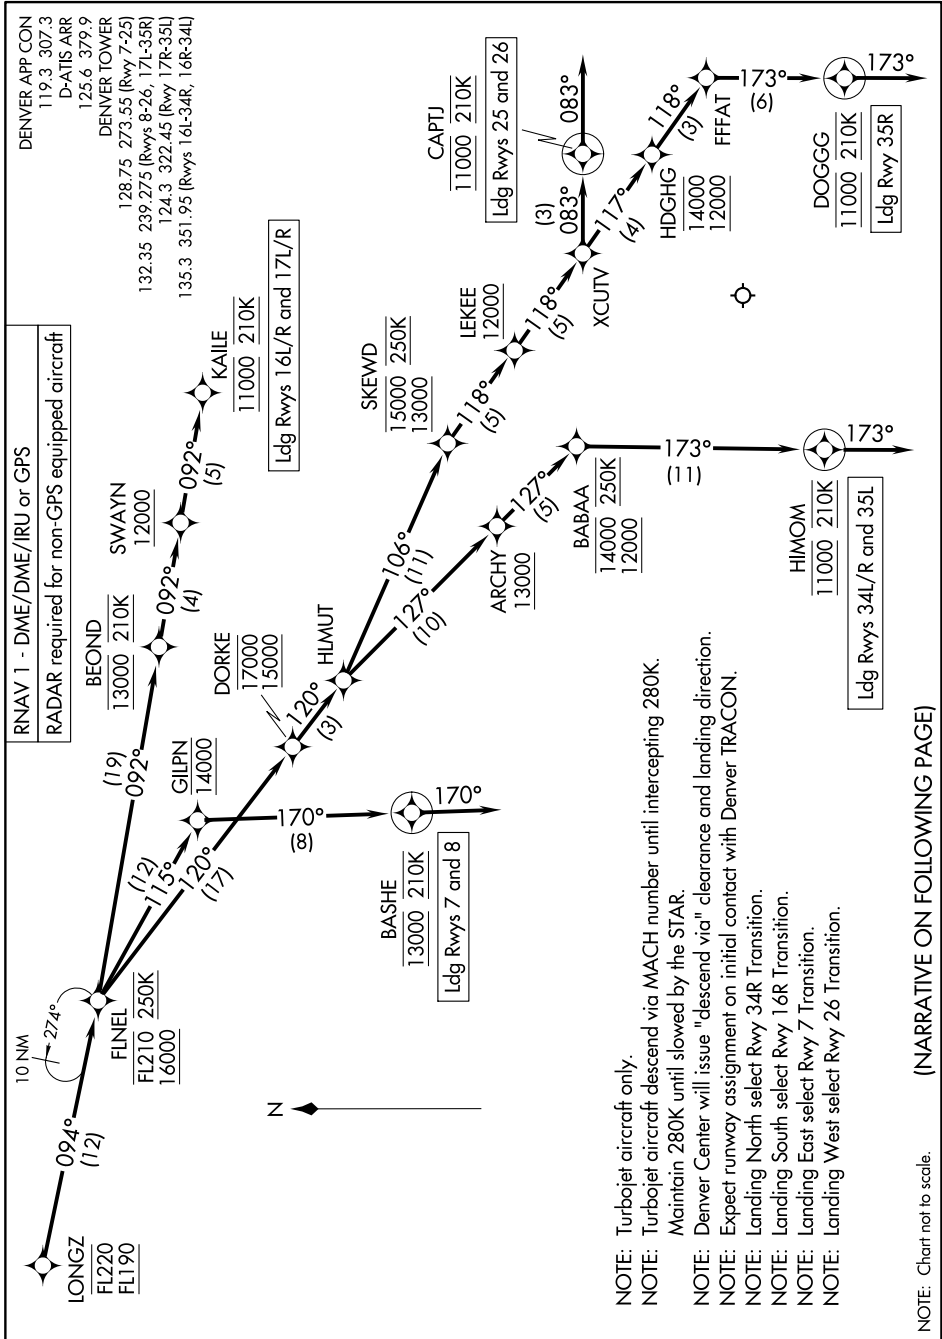 RNAV 1 - DME/DME/IRU or GPS
RADAR required for non-GPS equipped aircraft
DENVER APP CON
119.3 307.3
D-ATIS ARR
125.6 379.9
DENVER TOWER
128.75 273.55 (Rwy 7-25)
132.35 239.275 (Rwys 8-26, 17L-35R)
124.3 322.45 (Rwy 17R-35L)
135.3 351.95 (Rwys 16L-34R, 16R-34L)
LONGZ
FL220
FL190
094°
(12)
10 NM
274°
FLNEL
FL210 250K
16000
(19)
092°
BEOND
13000 210K
092°
(4)
SWAYN
12000
092°
(5)
KAILE
11000 210K
Ldg Rwys 16L/R and 17L/R
(12)
115°
GILPN
14000
170°
(8)
BASHE
13000 210K
170°
Ldg Rwys 7 and 8
120°
(17)
DORKE
17000
15000
120°
(3)
HLMUT
106°
(11)
SKEWD
15000 250K
13000
118°
(5)
LEKEE
12000
118°
(5)
XCUTV
(3)
083°
CAPTJ
11000 210K
083°
Ldg Rwys 25 and 26
117°
(4)
HDGHG
14000
12000
118°
(3)
FFFAT
173°
(6)
DOGGG
11000 210K
173°
Ldg Rwy 35R
127°
(10)
ARCHY
13000
127°
(5)
BABAA
14000 250K
12000
173°
(11)
HIMOM
11000 210K
173°
Ldg Rwys 34L/R and 35L
N
NOTE: Turbojet aircraft only.
NOTE: Turbojet aircraft descend via MACH number until intercepting 280K.
Maintain 280K until slowed by the STAR.
NOTE: Denver Center will issue "descend via" clearance and landing direction.
NOTE: Expect runway assignment on initial contact with Denver TRACON.
NOTE: Landing North select Rwy 34R Transition.
NOTE: Landing South select Rwy 16R Transition.
NOTE: Landing East select Rwy 7 Transition.
NOTE: Landing West select Rwy 26 Transition.
(NARRATIVE ON FOLLOWING PAGE)
NOTE: Chart not to scale.